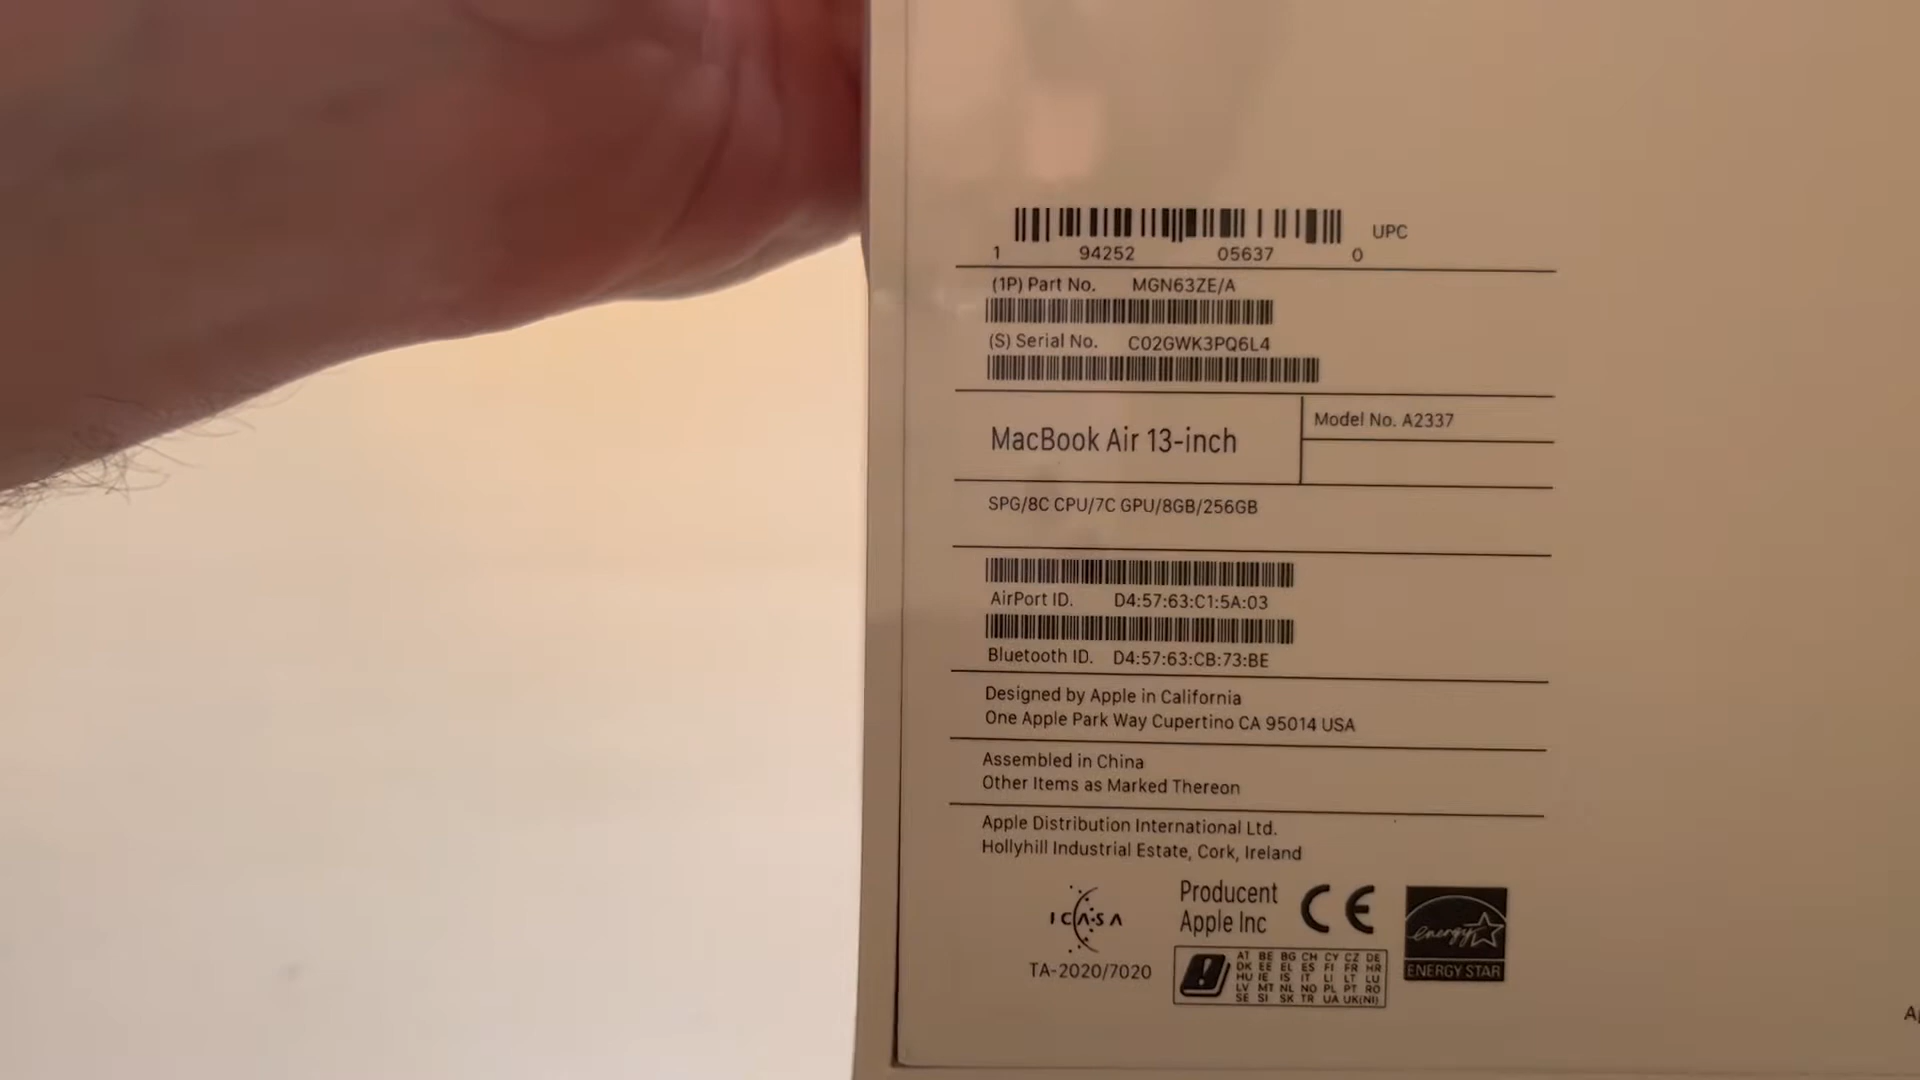 UPC
1 94252 05637 0
(1P) Part No. MGN63ZE/A
(S) Serial No. C02GWK3PQ6L4
MacBook Air 13-inch
Model No. A2337
SPG/8C CPU/7C GPU/8GB/256GB
AirPort ID. D4:57:63:C1:5A:03
Bluetooth ID. D4:57:63:CB:73:BE
Designed by Apple in California
One Apple Park Way Cupertino CA 95014 USA
Assembled in China
Other Items as Marked Thereon
Apple Distribution International Ltd.
Hollyhill Industrial Estate, Cork, Ireland
ICASA
TA-2020/7020
Producent
Apple Inc
CE
energy
ENERGY STAR
AT BE BG CH CY CZ DE
DK EE EL ES FI FR HR
HU IE IS IT LI LT LU
LV MT NL NO PL PT RO
SE SI SK TR UA UK(NI)